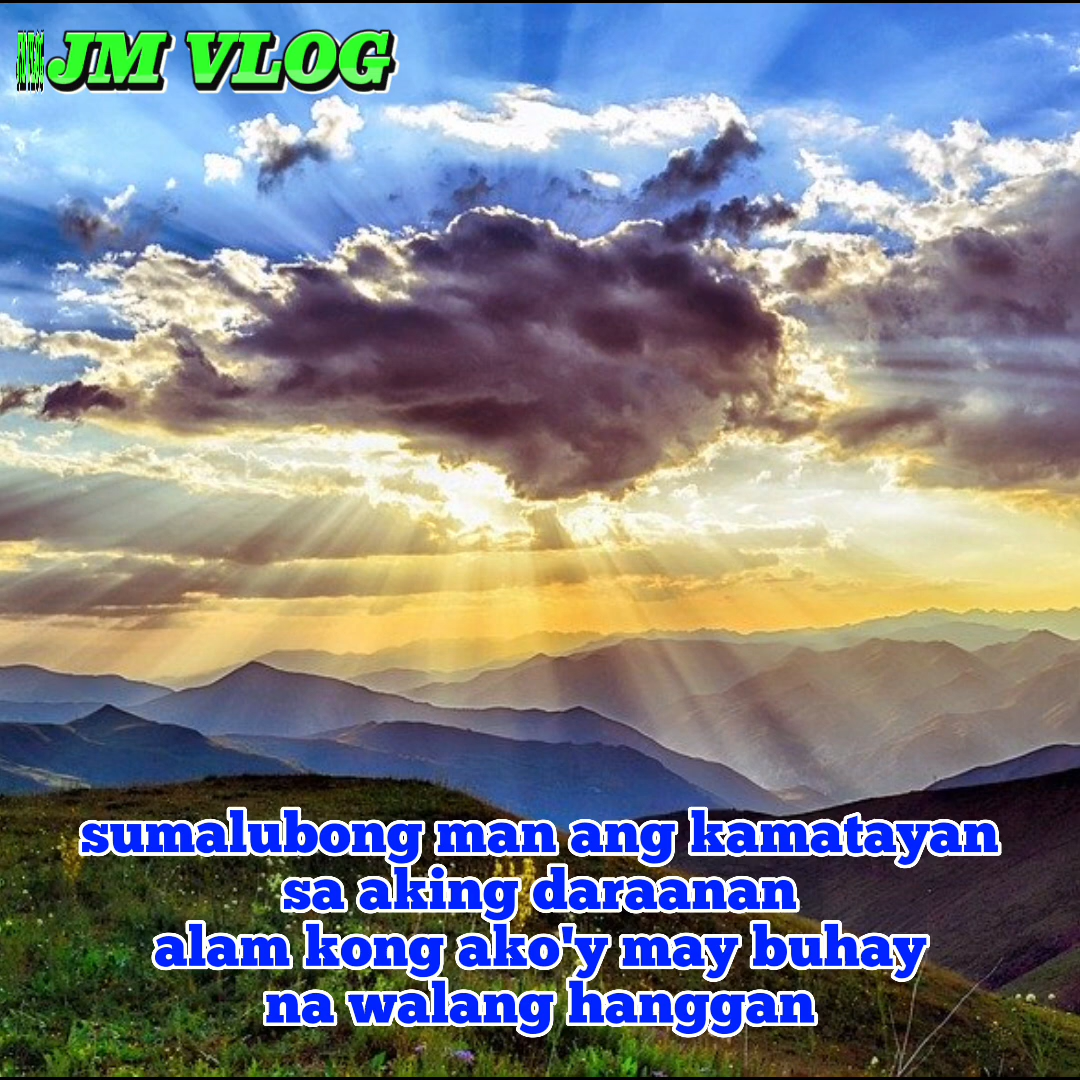 JM VLOG
sumalubong man ang kamatayan
sa aking daraanan
alam kong ako'y may buhay
na walang hanggan